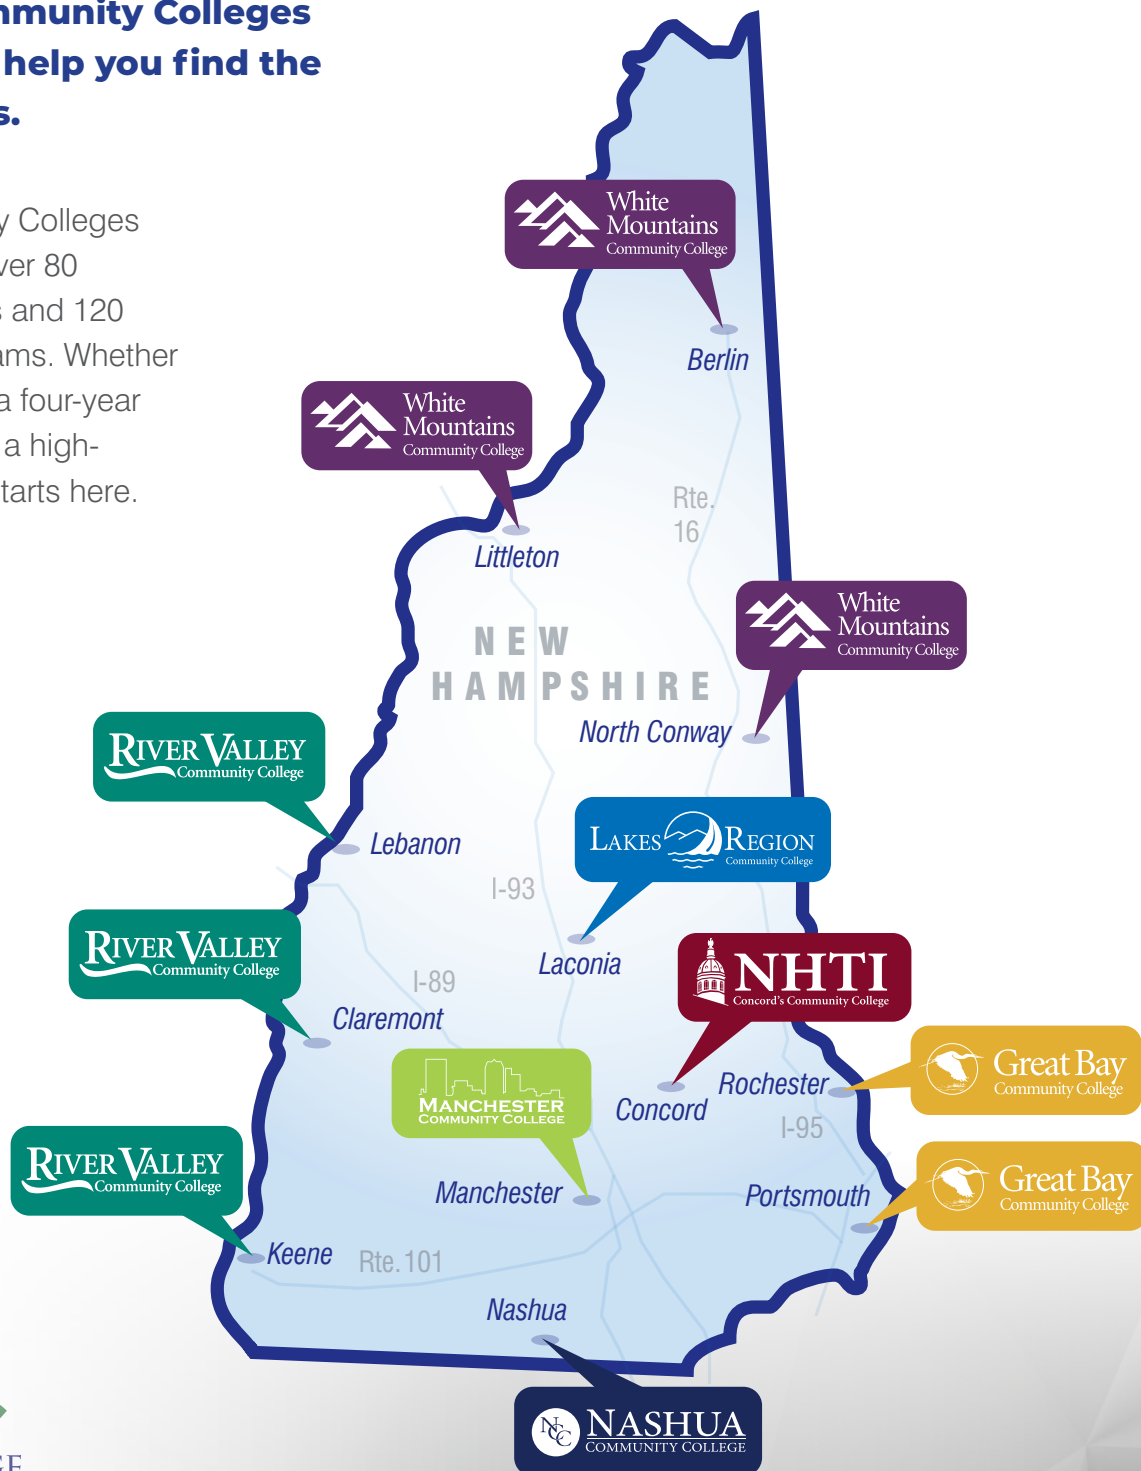 mmunity Colleges
help you find the
s.
y Colleges
ver 80
s and 120
ams. Whether
a four-year
a high-
tarts here.
White
Mountains
Community College
Berlin
White
Mountains
Community College
Littleton
Rte.
16
White
Mountains
Community College
NEW
HAMPSHIRE
North Conway
RIVER VALLEY
Community College
Lebanon
LAKES REGION
Community College
I-93
RIVER VALLEY
Community College
Laconia
NHTI
Concord's Community College
I-89
Claremont
MANCHESTER
COMMUNITY COLLEGE
Rochester
Concord
Great Bay
Community College
I-95
RIVER VALLEY
Community College
Manchester
Portsmouth
Great Bay
Community College
Keene
Rte. 101
Nashua
NCC
NASHUA
COMMUNITY COLLEGE
GE